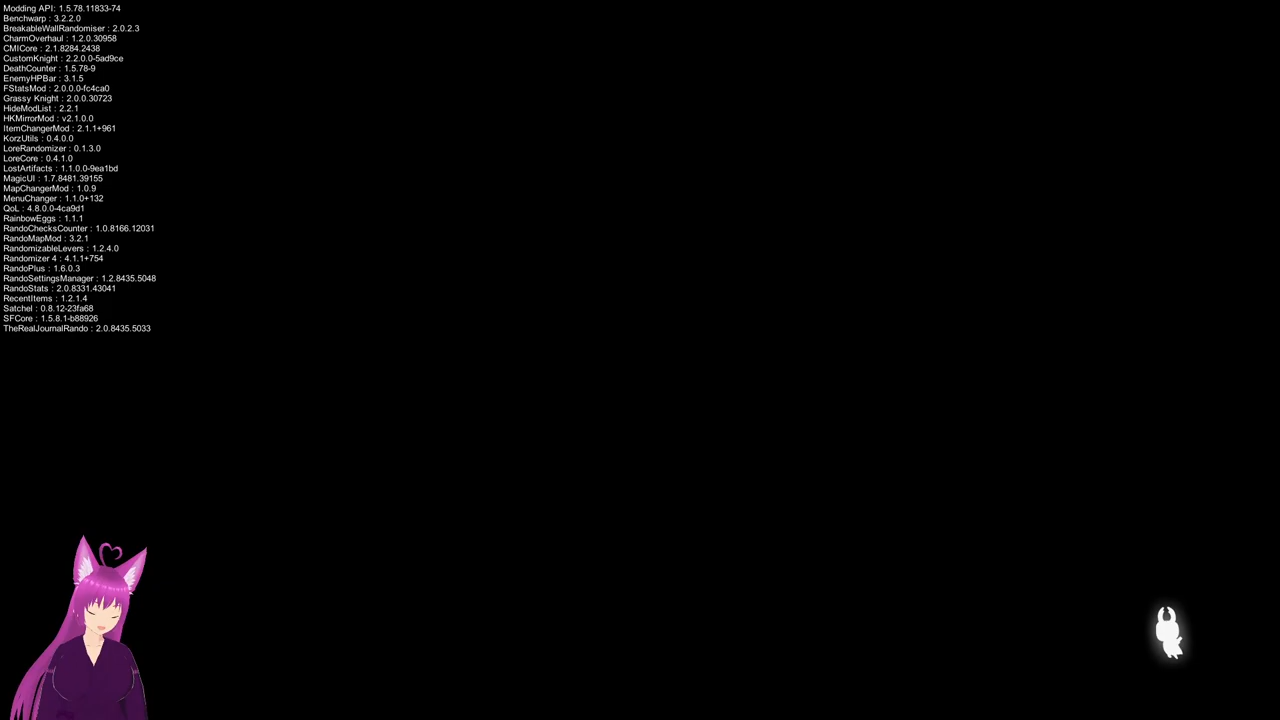 Modding API: 1.5.78.11833-74
Benchwarp : 3.2.2.0
BreakableWallRandomiser : 2.0.2.3
CharmOverhaul : 1.2.0.30958
CMICore : 2.1.8284.2438
CustomKnight : 2.2.0.0-5ad9ce
DeathCounter : 1.5.78-9
EnemyHPBar : 3.1.5
FStatsMod : 2.0.0.0-fc4ca0
Grassy Knight : 2.0.0.30723
HideModList : 2.2.1
HKMirrorMod : v2.1.0.0
ItemChangerMod : 2.1.1+961
KorzUtils : 0.4.0.0
LoreRandomizer : 0.1.3.0
LoreCore : 0.4.1.0
LostArtifacts : 1.1.0.0-9ea1bd
MagicUI : 1.7.8481.39155
MapChangerMod : 1.0.9
MenuChanger : 1.1.0+132
QoL : 4.8.0.0-4ca9d1
RainbowEggs : 1.1.1
RandoChecksCounter : 1.0.8166.12031
RandoMapMod : 3.2.1
RandomizableLevers : 1.2.4.0
Randomizer 4 : 4.1.1+754
RandoPlus : 1.6.0.3
RandoSettingsManager : 1.2.8435.5048
RandoStats : 2.0.8331.43041
RecentItems : 1.2.1.4
Satchel : 0.8.12-23fa68
SFCore : 1.5.8.1-b88926
TheRealJournalRando : 2.0.8435.5033